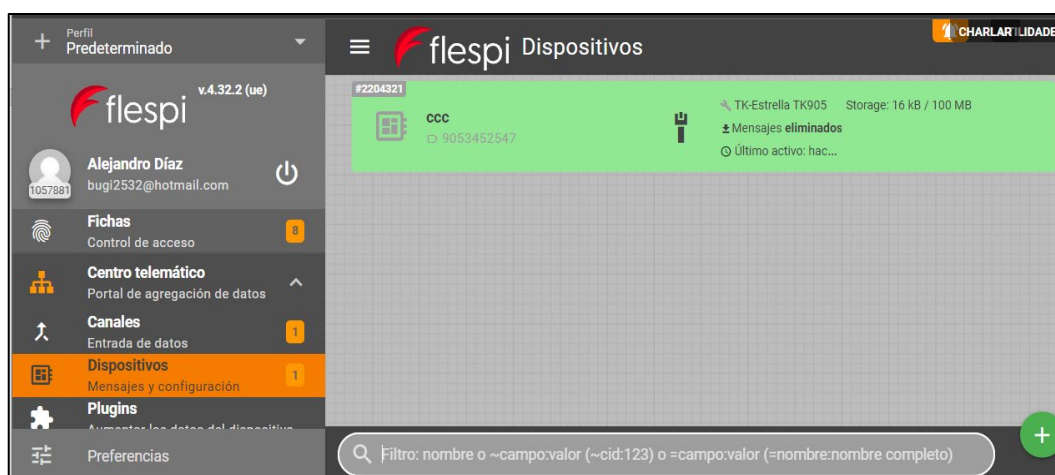 Perfil
Predeterminado
flespi
v.4.32.2 (ue)
Alejandro Díaz
bugi2532@hotmail.com
1057881
Fichas
Control de acceso
8
Centro telemático
Portal de agregación de datos
Canales
Entrada de datos
1
Dispositivos
Mensajes y configuración
1
Plugins
Preferencias
flespi Dispositivos
CHARLAR
#2204321
ccc
9053452547
TK-Estrella TK905 Storage: 16 kB / 100 MB
Mensajes eliminados
Último activo: hac...
Filtro: nombre o ~campo:valor (~cid:123) o =campo:valor (=nombre:nombre completo)